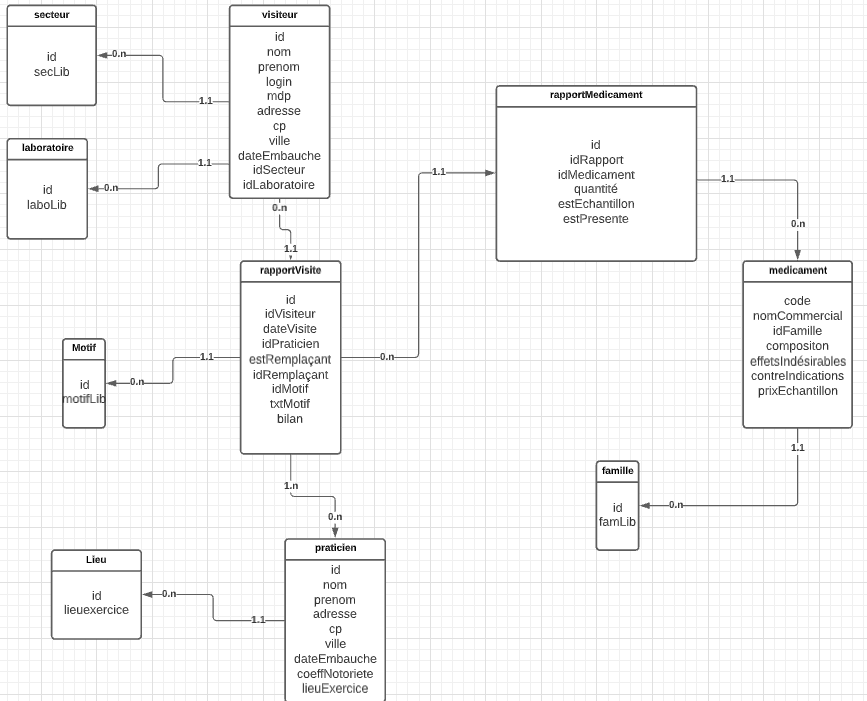 secteur
id
secLib
0.n
1.1
visiteur
id
nom
prenom
login
mdp
adresse
cp
ville
dateEmbauche
idSecteur
idLaboratoire
laboratoire
id
laboLib
0.n
1.1
0.n
1.1
rapportVisite
id
idVisiteur
dateVisite
idPraticien
estRemplaçant
idRemplaçant
idMotif
txtMotif
bilan
Motif
id
motifLib
0.n
1.1
0.n
1.1
rapportMedicament
id
idRapport
idMedicament
quantité
estEchantillon
estPresente
1.1
0.n
medicament
code
nomCommercial
idFamille
compositon
effetsIndésirables
contreIndications
prixEchantillon
1.1
0.n
famille
id
famLib
1.n
0.n
praticien
id
nom
prenom
adresse
cp
ville
dateEmbauche
coeffNotoriete
lieuExercice
Lieu
id
lieuexercice
0.n
1.1